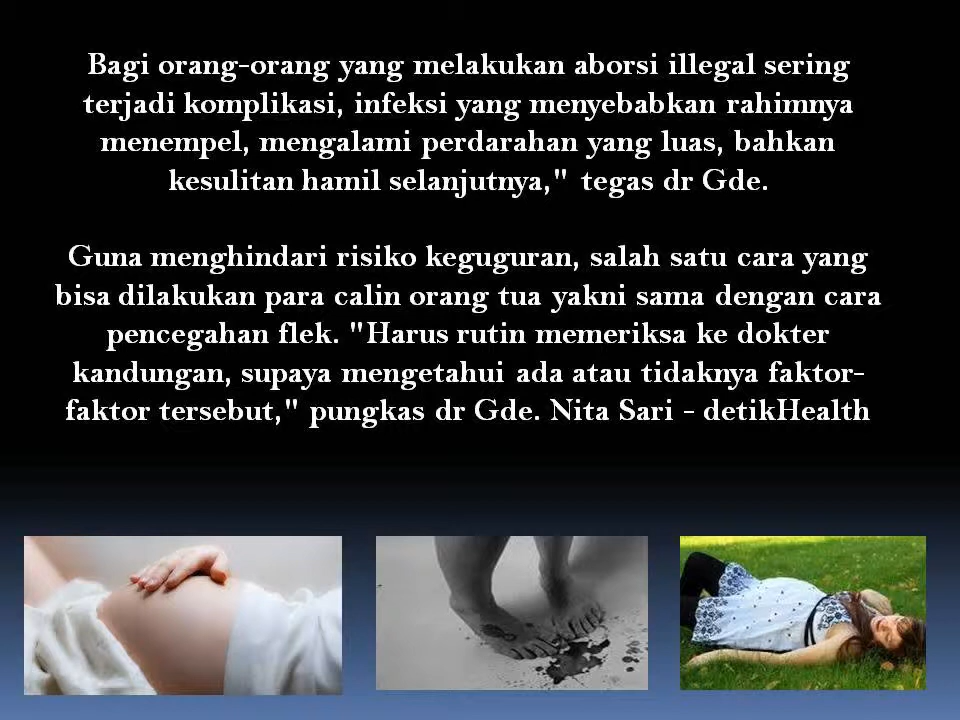 Bagi orang-orang yang melakukan aborsi illegal sering
terjadi komplikasi, infeksi yang menyebabkan rahimnya
menempel, mengalami perdarahan yang luas, bahkan
kesulitan hamil selanjutnya," tegas dr Gde.
Guna menghindari risiko keguguran, salah satu cara yang
bisa dilakukan para calin orang tua yakni sama dengan cara
pencegahan flek. "Harus rutin memeriksa ke dokter
kandungan, supaya mengetahui ada atau tidaknya faktor-
faktor tersebut," pungkas dr Gde. Nita Sari - detikHealth